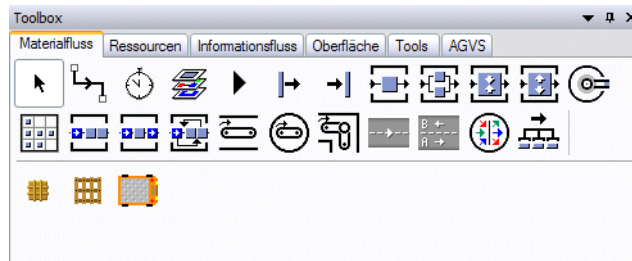 Toolbox
Materialfluss Ressourcen Informationsfluss Oberfläche Tools AGVS
B
A